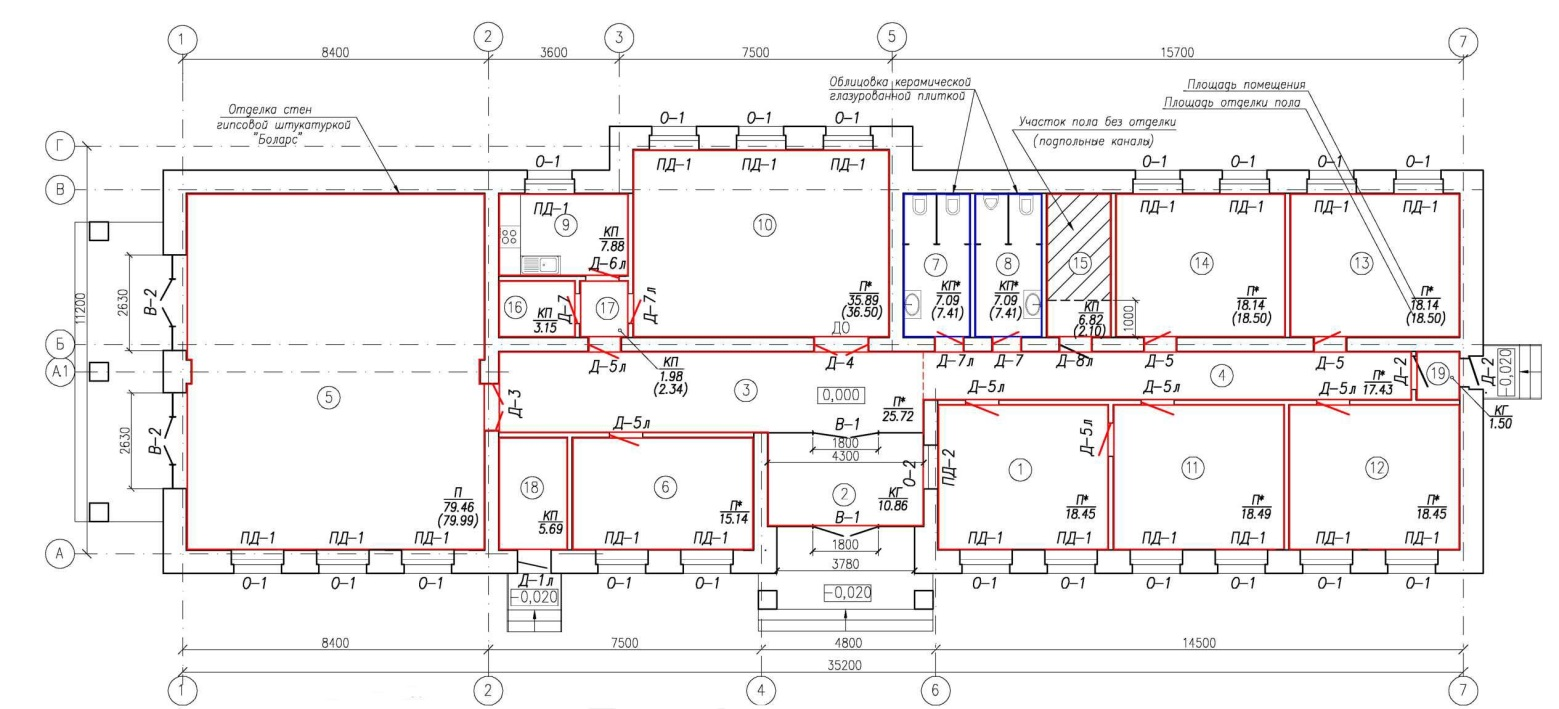 1
2
3
5
7
8400
3600
7500
15700
Облицовка керамической
глазурованной плиткой
Площадь помещения
Площадь отделки пола
Отделка стен
гипсовой штукатуркой
"Боларс"
Участок пола без отделки
(подпольные каналы)
О-1
О-1
О-1
Г
О-1
О-1
О-1
О-1
О-1
ПД-1
ПД-1
ПД-1
В
ПД-1
ПД-1
ПД-1
ПД-1
ПД-1
9
10
КП
7.88
7
8
15
14
13
Д-6л
П*
35.89
(36.50)
КП*
7.09
(7.41)
КП*
7.09
(7.41)
КП
6.82
(2.10)
1000
П*
18.14
(18.50)
П*
18.14
(18.50)
11200
2630
В-2
16
КП
3.15
Д-7
17
Д-7л
ДО
Б
А.1
Д-5л
КП
1.98
(2.34)
Д-4
Д-7л
Д-7
Д-8л
Д-5
Д-5
3
4
Д-2
19
Д-2
-0,020
5
Д-3
0,000
П*
25.72
Д-5л
Д-5л
Д-5л
П*
17.43
КГ
1.50
2630
В-2
Д-5л
В-1
1800
4300
О-2
ПД-2
Д-5л
18
6
2
1
11
12
П
79.46
(79.99)
КП
5.69
П*
15.14
КГ
10.86
П*
18.45
П*
18.49
П*
18.45
ПД-1
ПД-1
ПД-1
ПД-1
ПД-1
В-1
1800
ПД-1
ПД-1
ПД-1
ПД-1
ПД-1
ПД-1
А
3780
О-1
О-1
О-1
Д-1л
-0,020
О-1
О-1
-0,020
О-1
О-1
О-1
О-1
О-1
О-1
8400
7500
4800
14500
35200
1
2
4
6
7